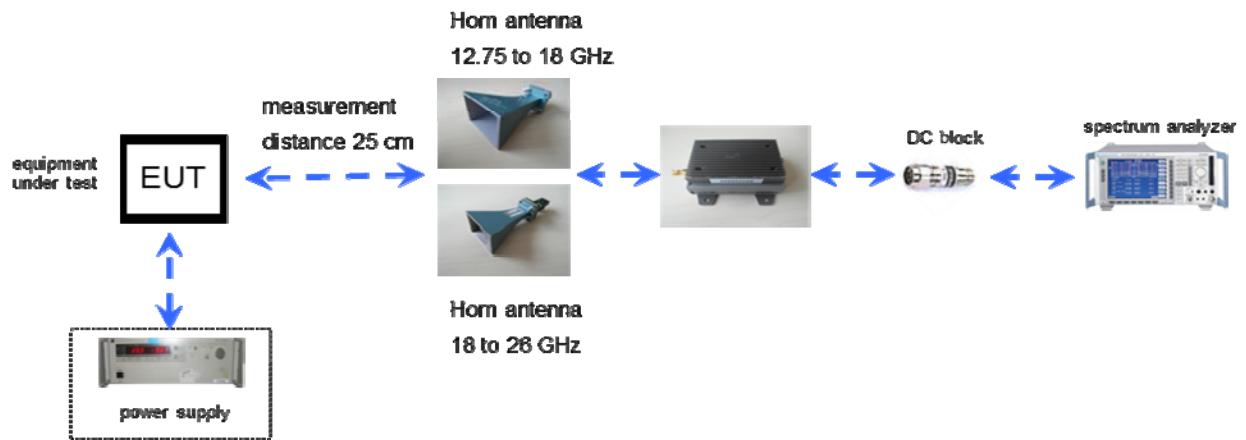 Horn antenna
12.75 to 18 GHz
measurement
distance 25 cm
equipment
under test
EUT
DC block
spectrum analyzer
Horn antenna
18 to 26 GHz
power supply